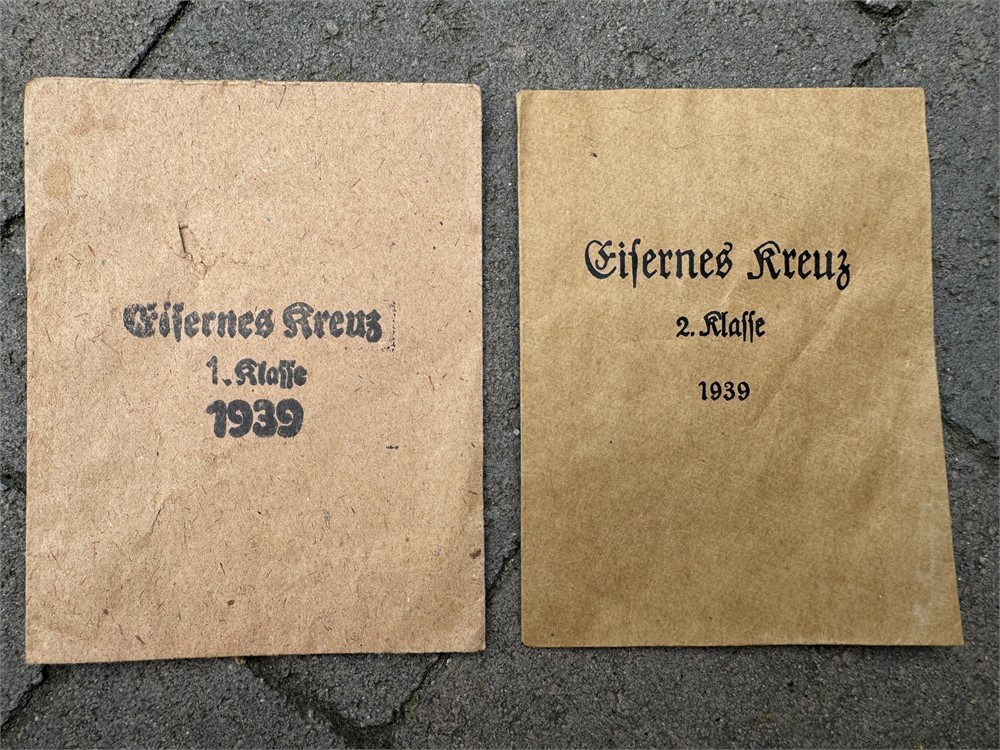 Eiſernes Kreuz
1. Klaſſe
1939
Eiſernes Kreuz
2. Klaſſe
1939